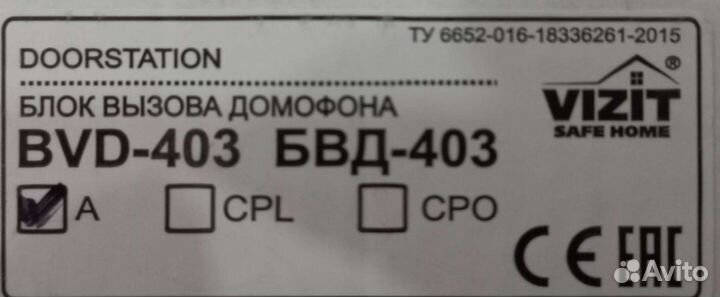 ТУ 6652-016-18336261-2015
DOORSTATION
БЛОК ВЫЗОВА ДОМОФОНА
BVD-403 БВД-403
VIZIT®
SAFE HOME
A CPL CPO
CE EAC
Avito